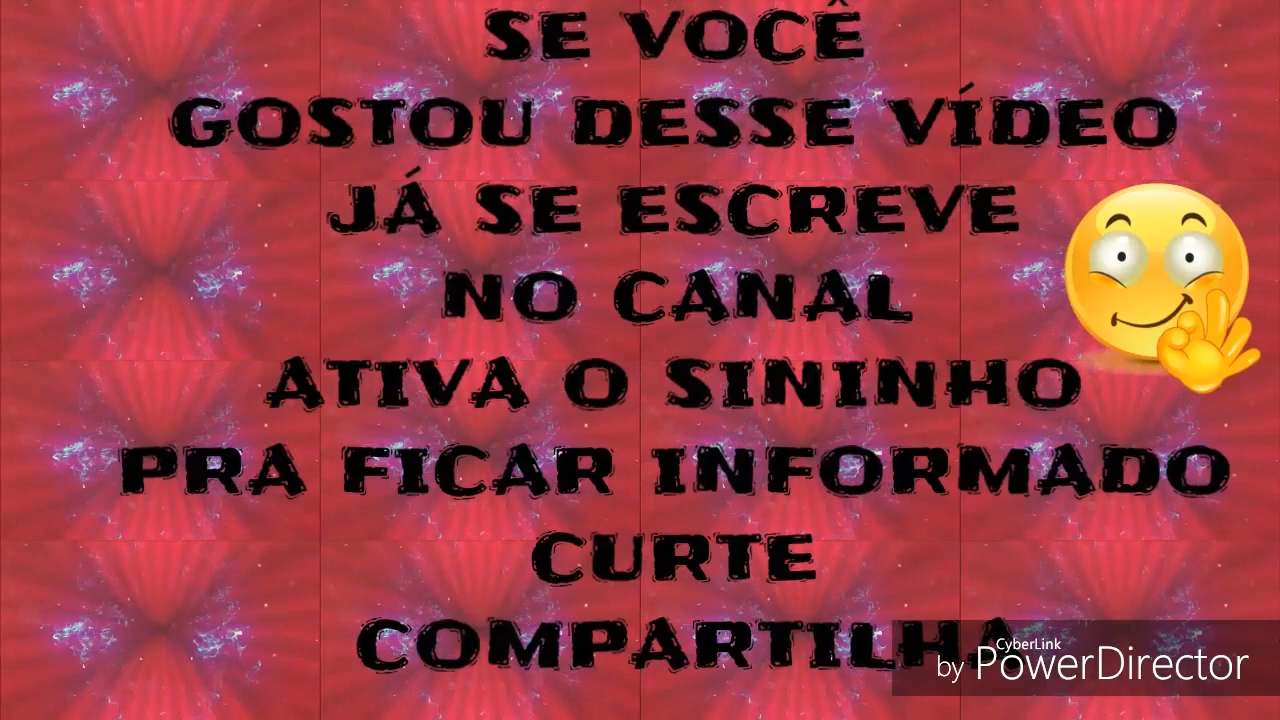 SE VOCÊ
GOSTOU DESSE VÍDEO
JÁ SE ESCREVE
NO CANAL
ATIVA O SININHO
PRA FICAR INFORMADO
CURTE
COMPARTILHA
CyberLink
by PowerDirector